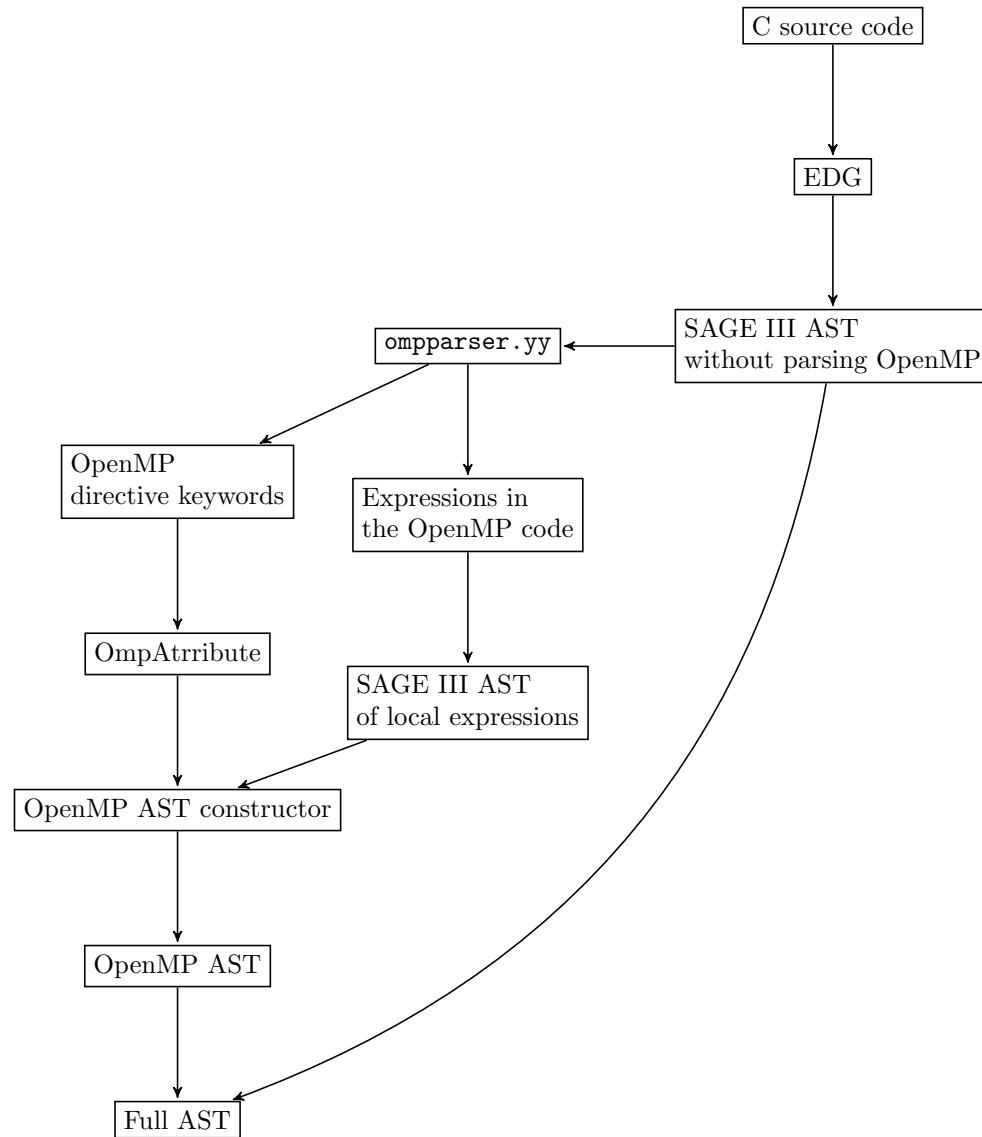 C source code
EDG
SAGE III AST
without parsing OpenMP
ompparser.yy
OpenMP
directive keywords
Expressions in
the OpenMP code
OmpAtrribute
SAGE III AST
of local expressions
OpenMP AST constructor
OpenMP AST
Full AST